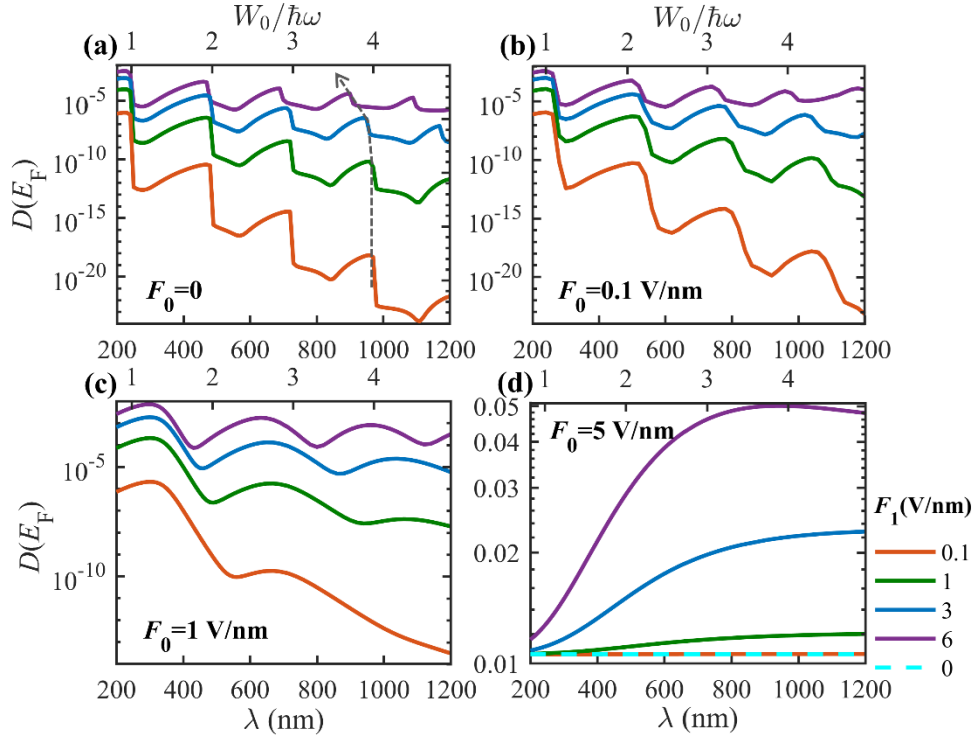 W₀/ħω W₀/ħω
(a) 1 2 3 4 (b) 1 2 3 4
D(E_F)
10⁻⁵ 10⁻⁵
10⁻¹⁰ 10⁻¹⁰
10⁻¹⁵ 10⁻¹⁵
10⁻²⁰ 10⁻²⁰
F₀=0 F₀=0.1 V/nm
200 400 600 800 1000 1200 200 400 600 800 1000 1200
(c) 1 2 3 4 (d) 1 2 3 4
D(E_F)
10⁻⁵
10⁻¹⁰
F₀=1 V/nm
200 400 600 800 1000 1200
λ (nm)
0.05
0.04
0.03
0.02
0.01
F₀=5 V/nm
200 400 600 800 1000 1200
λ (nm)
F₁(V/nm)
0.1
1
3
6
0